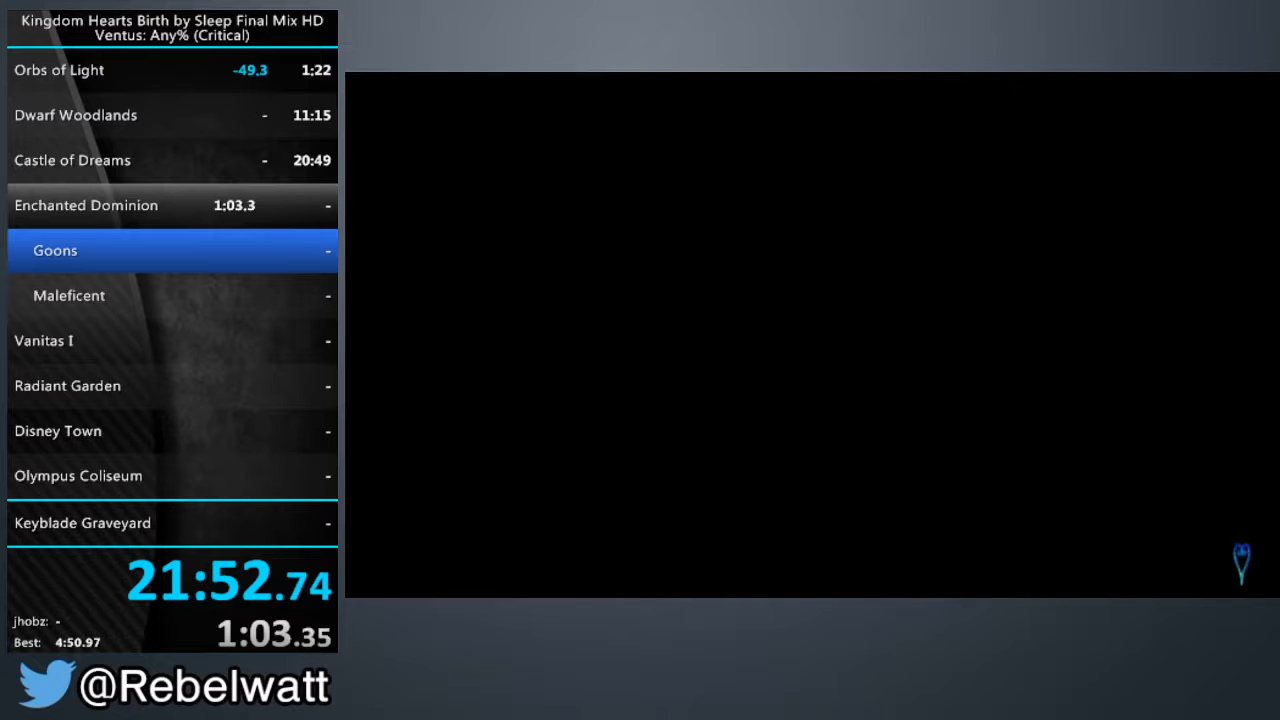 Kingdom Hearts Birth by Sleep Final Mix HD
Ventus: Any% (Critical)
Orbs of Light -49.3 1:22
Dwarf Woodlands - 11:15
Castle of Dreams - 20:49
Enchanted Dominion 1:03.3 -
Goons -
Maleficent -
Vanitas I -
Radiant Garden -
Disney Town -
Olympus Coliseum -
Keyblade Graveyard -
21:52.74
jhobz: -
Best: 4:50.97
1:03.35
@Rebelwatt